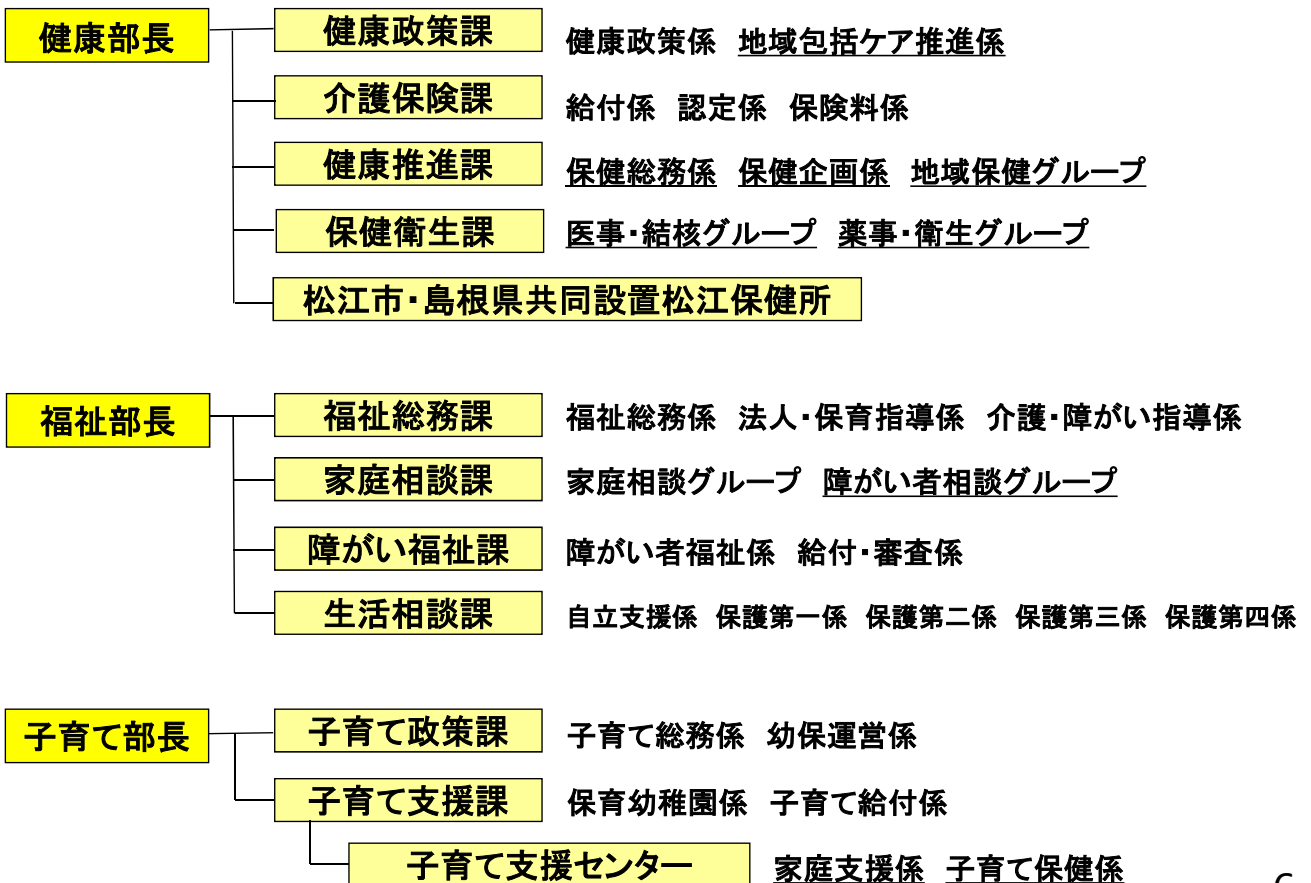 健康部長 健康政策課 健康政策係 地域包括ケア推進係
介護保険課 給付係 認定係 保険料係
健康推進課 保健総務係 保健企画係 地域保健グループ
保健衛生課 医事・結核グループ 薬事・衛生グループ
松江市・島根県共同設置松江保健所
福祉部長 福祉総務課 福祉総務係 法人・保育指導係 介護・障がい指導係
家庭相談課 家庭相談グループ 障がい者相談グループ
障がい福祉課 障がい者福祉係 給付・審査係
生活相談課 自立支援係 保護第一係 保護第二係 保護第三係 保護第四係
子育て部長 子育て政策課 子育て総務係 幼保運営係
子育て支援課 保育幼稚園係 子育て給付係
子育て支援センター 家庭支援係 子育て保健係